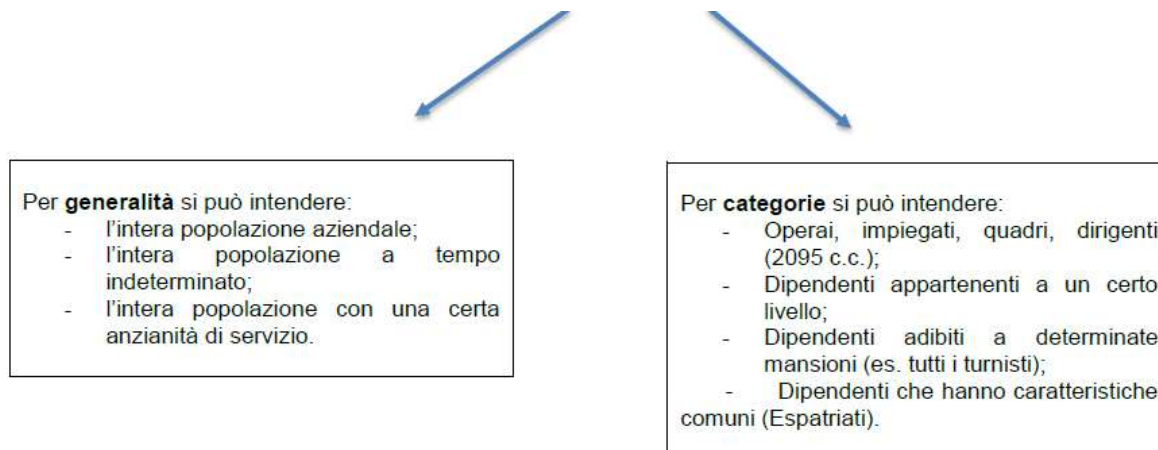 Per generalità si può intendere:
- l'intera popolazione aziendale;
- l'intera popolazione a tempo
indeterminato;
- l'intera popolazione con una certa
anzianità di servizio.
Per categorie si può intendere:
- Operai, impiegati, quadri, dirigenti
(2095 c.c.);
- Dipendenti appartenenti a un certo
livello;
- Dipendenti adibiti a determinate
mansioni (es. tutti i turnisti);
- Dipendenti che hanno caratteristiche
comuni (Espatriati).